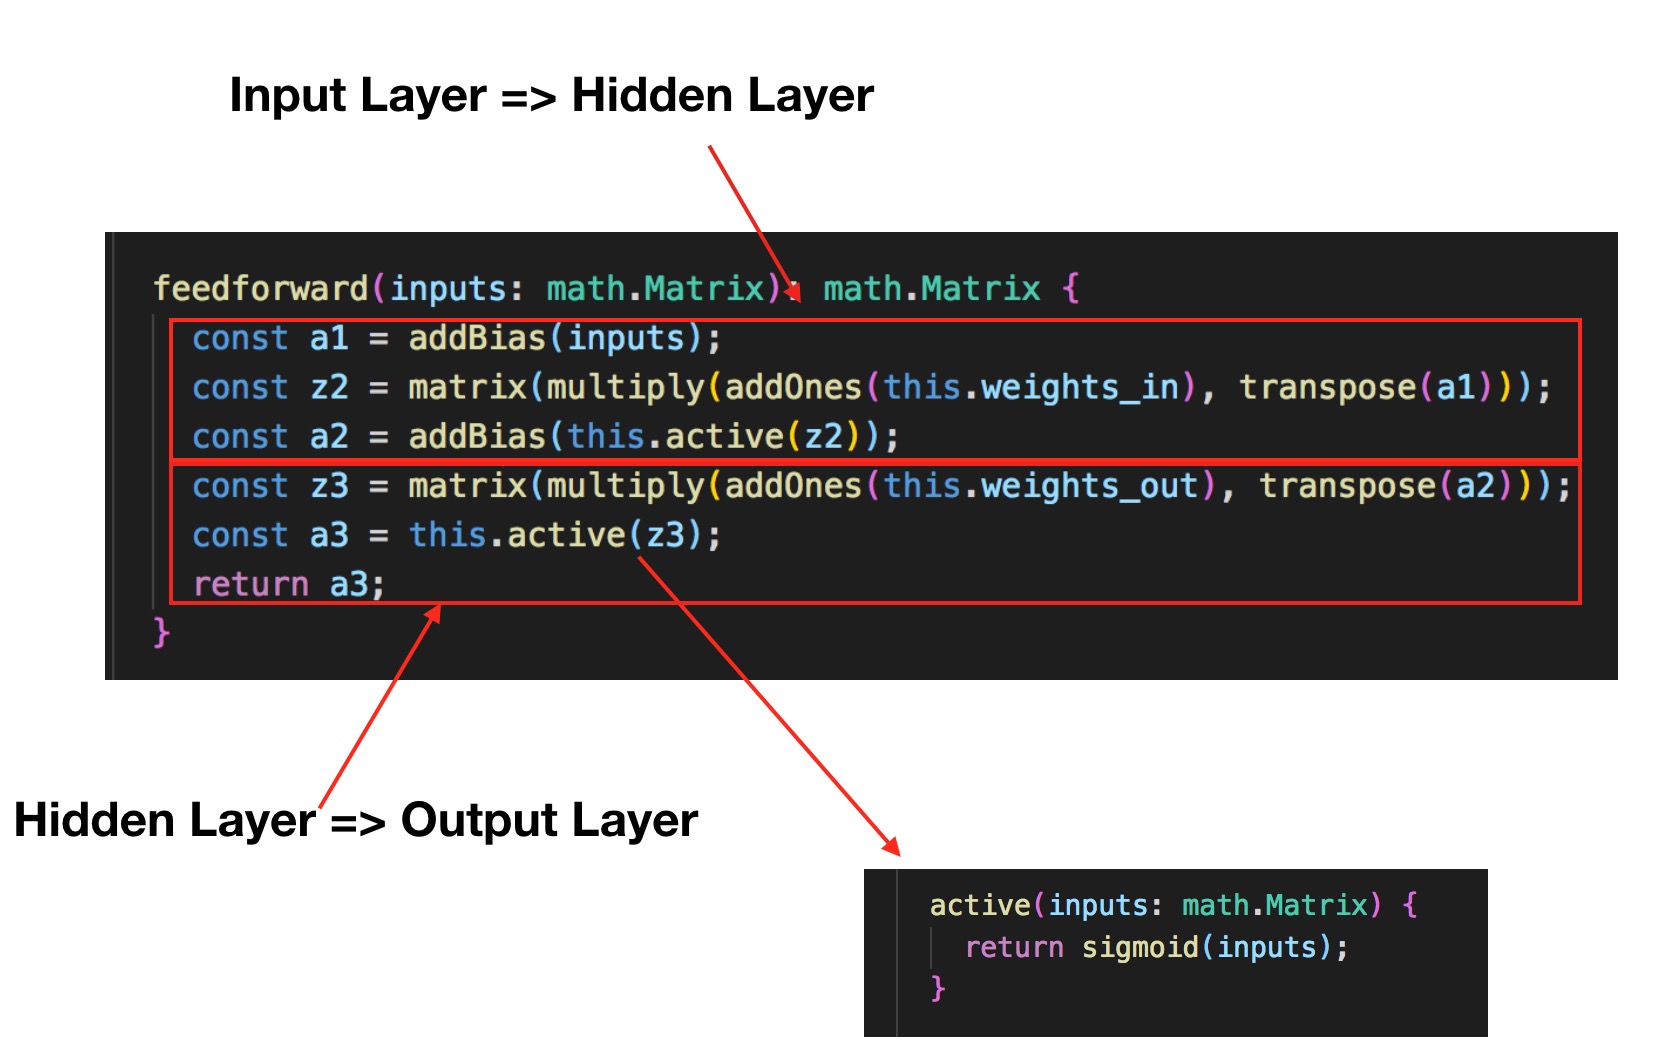 Input Layer => Hidden Layer
feedforward(inputs: math.Matrix): math.Matrix {
const a1 = addBias(inputs);
const z2 = matrix(multiply(addOnes(this.weights_in), transpose(a1)));
const a2 = addBias(this.active(z2));
const z3 = matrix(multiply(addOnes(this.weights_out), transpose(a2)));
const a3 = this.active(z3);
return a3;
}
Hidden Layer => Output Layer
active(inputs: math.Matrix) {
return sigmoid(inputs);
}